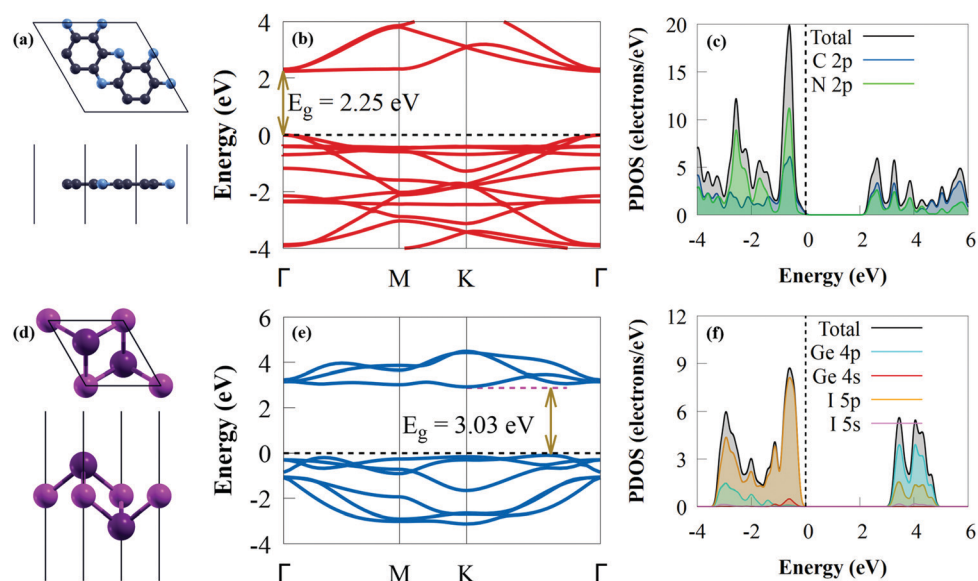 (a)
(b)
Energy (eV)
4
2
0
-2
-4
E_g = 2.25 eV
Γ M K Γ
(c)
PDOS (electrons/eV)
20
15
10
5
0
Total
C 2p
N 2p
-4 -2 0 2 4 6
Energy (eV)
(d)
(e)
Energy (eV)
6
4
2
0
-2
-4
E_g = 3.03 eV
Γ M K Γ
(f)
PDOS (electrons/eV)
12
9
6
3
0
Total
Ge 4p
Ge 4s
I 5p
I 5s
-4 -2 0 2 4 6
Energy (eV)